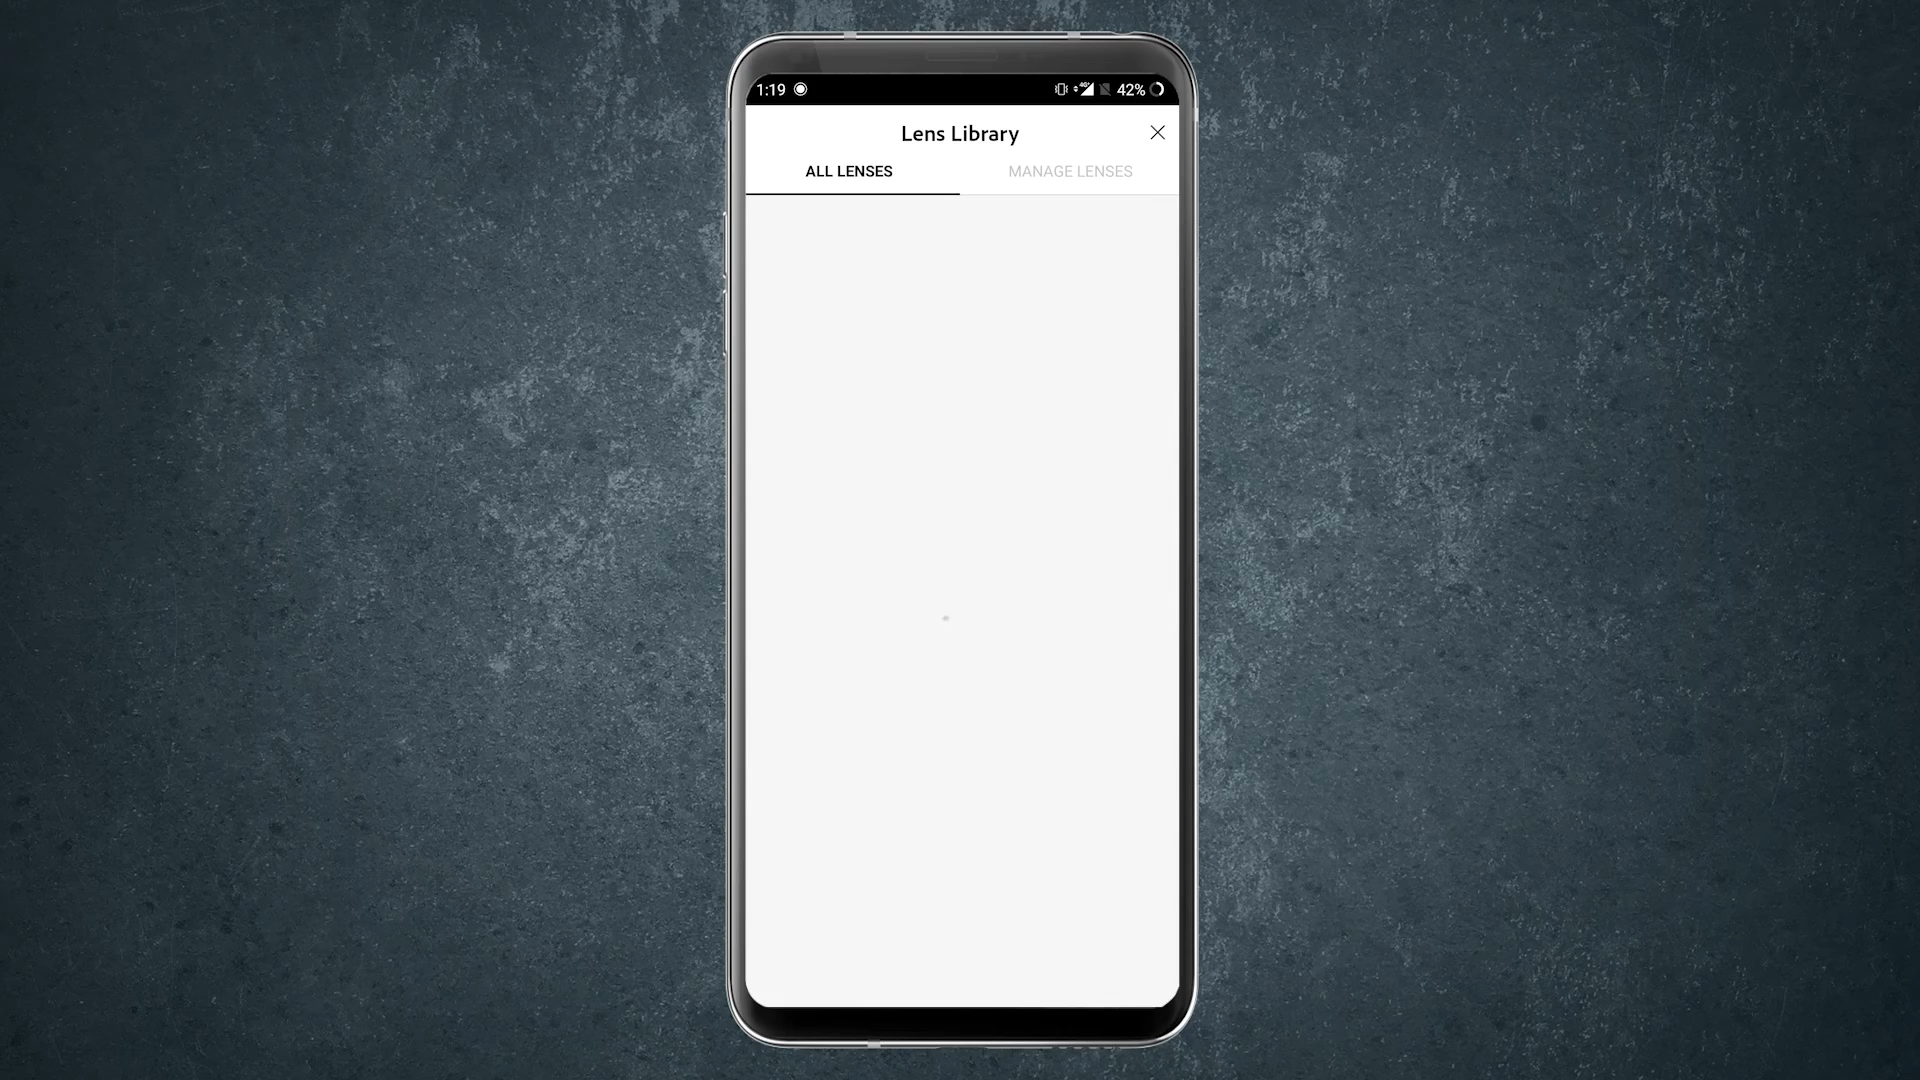 1:19
42%
Lens Library
ALL LENSES
MANAGE LENSES